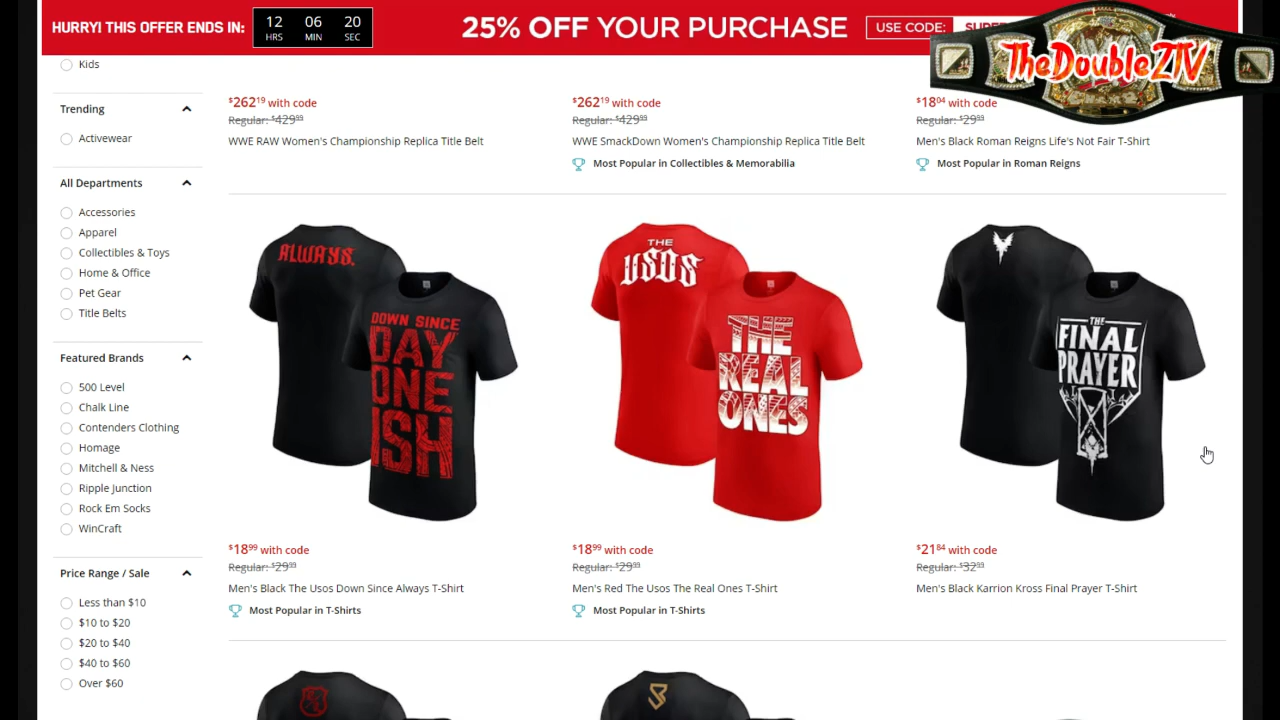 HURRY! THIS OFFER ENDS IN:
12 06 20
HRS MIN SEC
25% OFF YOUR PURCHASE
USE CODE:
TheDoubleZTV
Kids
Trending
Activewear
All Departments
Accessories
Apparel
Collectibles & Toys
Home & Office
Pet Gear
Title Belts
Featured Brands
500 Level
Chalk Line
Contenders Clothing
Homage
Mitchell & Ness
Ripple Junction
Rock Em Socks
WinCraft
Price Range / Sale
Less than $10
$10 to $20
$20 to $40
$40 to $60
Over $60
$262.19 with code
Regular: $429.99
WWE RAW Women's Championship Replica Title Belt
$262.19 with code
Regular: $429.99
WWE SmackDown Women's Championship Replica Title Belt
Most Popular in Collectibles & Memorabilia
$18.04 with code
Regular: $29.99
Men's Black Roman Reigns Life's Not Fair T-Shirt
Most Popular in Roman Reigns
ALWAYS.
DOWN SINCE
DAY
ONE
ISH
$18.99 with code
Regular: $29.99
Men's Black The Usos Down Since Always T-Shirt
Most Popular in T-Shirts
THE
USOS
THE
REAL
ONES
$18.99 with code
Regular: $29.99
Men's Red The Usos The Real Ones T-Shirt
Most Popular in T-Shirts
THE
FINAL
PRAYER
$21.84 with code
Regular: $32.99
Men's Black Karrion Kross Final Prayer T-Shirt